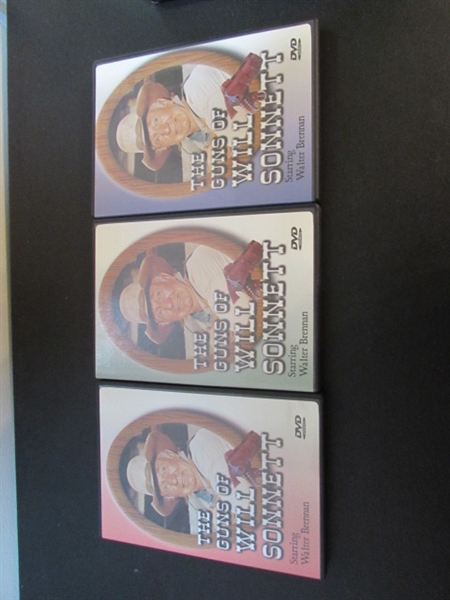 THE
GUNS OF
WILL
SONNETT
Starring
Walter Brennan
DVD
THE
GUNS OF
WILL
SONNETT
Starring
Walter Brennan
DVD
THE
GUNS OF
WILL
SONNETT
Starring
Walter Brennan
DVD